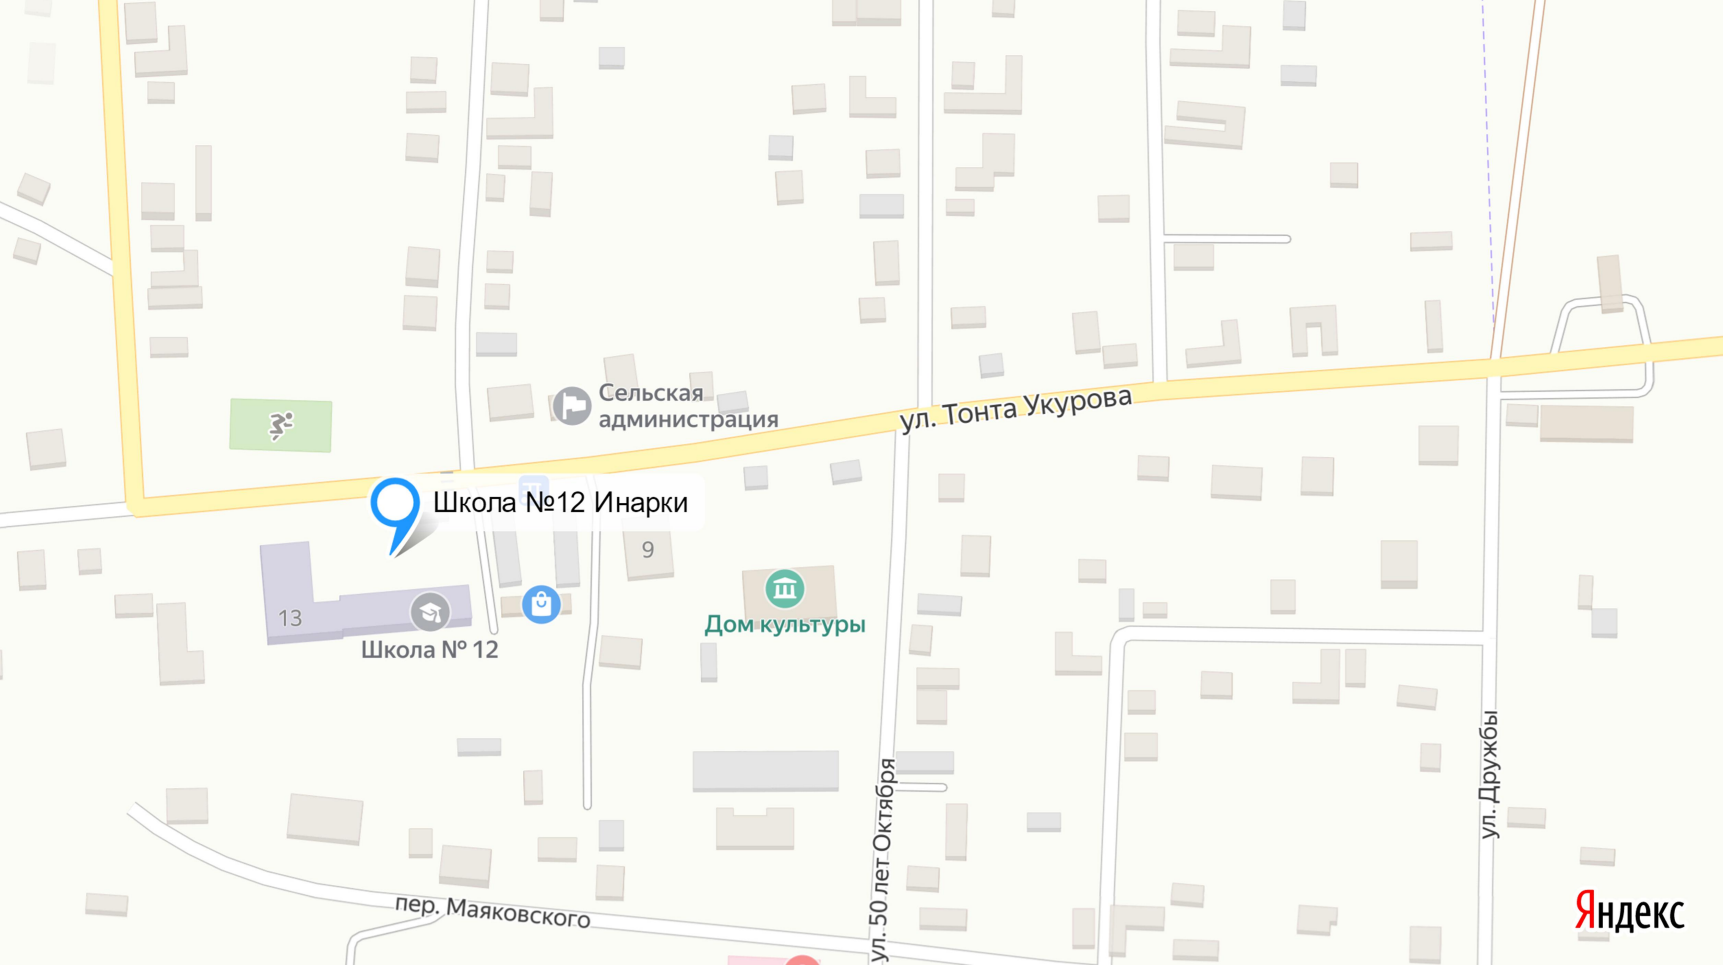 Сельская
администрация
ул. Тонта Укурова
Школа №12 Инарки
9
13
Школа № 12
Дом культуры
ул. Дружбы
ул. 50 лет Октября
пер. Маяковского
Яндекс